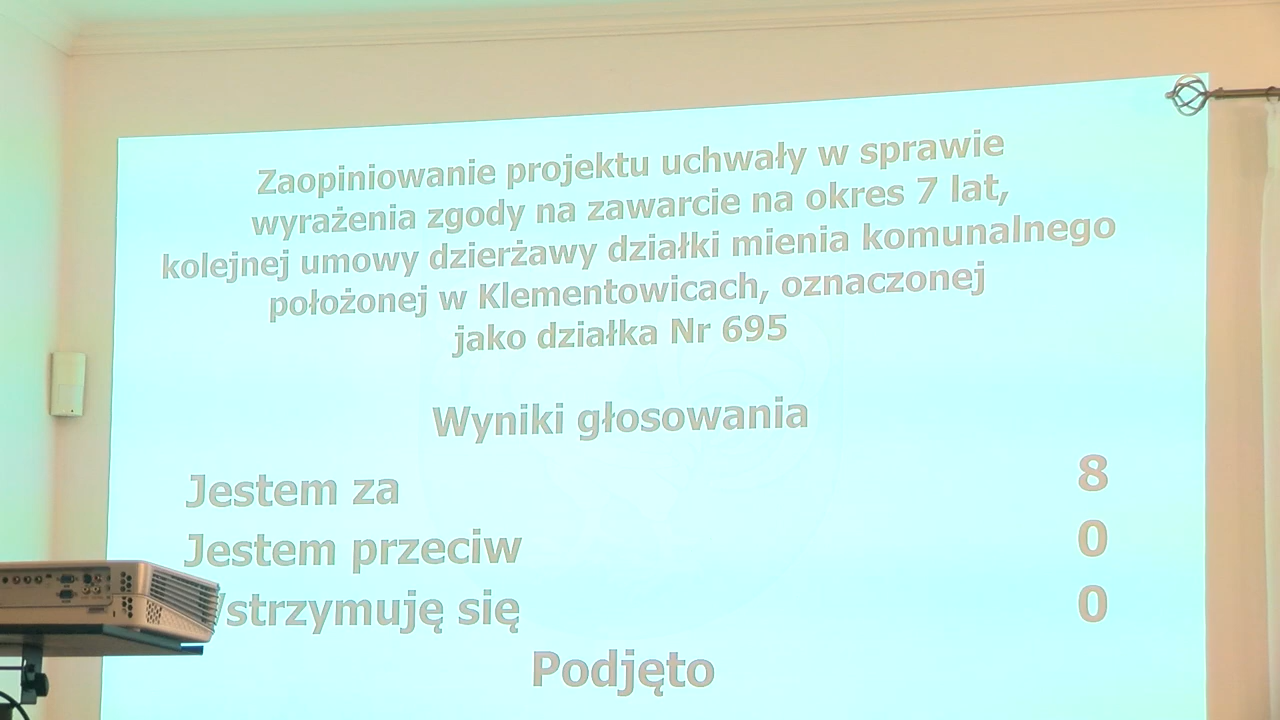 Zaopiniowanie projektu uchwały w sprawie
wyrażenia zgody na zawarcie na okres 7 lat,
kolejnej umowy dzierżawy działki mienia komunalnego
położonej w Klementowicach, oznaczonej
jako działka Nr 695
Wyniki głosowania
Jestem za 8
Jestem przeciw 0
Wstrzymuję się 0
Podjęto